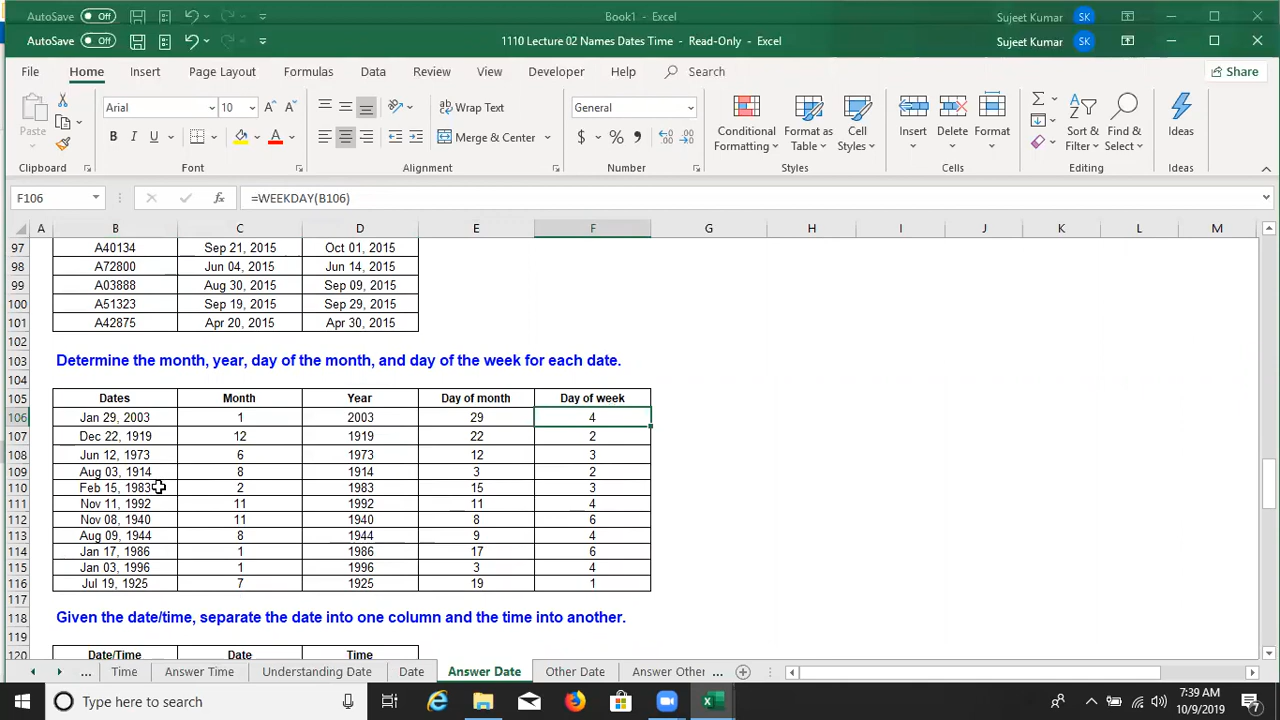 AutoSave Off Book1 - Excel Sujeet Kumar SK
AutoSave Off 1110 Lecture 02 Names Dates Time - Read-Only - Excel Sujeet Kumar SK
File Home Insert Page Layout Formulas Data Review View Developer Help Search Share
Paste Arial 10 A A Wrap Text General Conditional Formatting Format as Table Cell Styles Insert Delete Format Sort & Filter Find & Select Ideas
B I U A Merge & Center $ % ,
Clipboard Font Alignment Number Styles Cells Editing Ideas
F106 fx =WEEKDAY(B106)
A B C D E F G H I J K L M
97 A40134 Sep 21, 2015 Oct 01, 2015
98 A72800 Jun 04, 2015 Jun 14, 2015
99 A03888 Aug 30, 2015 Sep 09, 2015
100 A51323 Sep 19, 2015 Sep 29, 2015
101 A42875 Apr 20, 2015 Apr 30, 2015
102
103 Determine the month, year, day of the month, and day of the week for each date.
104
105 Dates Month Year Day of month Day of week
106 Jan 29, 2003 1 2003 29 4
107 Dec 22, 1919 12 1919 22 2
108 Jun 12, 1973 6 1973 12 3
109 Aug 03, 1914 8 1914 3 2
110 Feb 15, 1983 2 1983 15 3
111 Nov 11, 1992 11 1992 11 4
112 Nov 08, 1940 11 1940 8 6
113 Aug 09, 1944 8 1944 9 4
114 Jan 17, 1986 1 1986 17 6
115 Jan 03, 1996 1 1996 3 4
116 Jul 19, 1925 7 1925 19 1
117
118 Given the date/time, separate the date into one column and the time into another.
119
120 Date/Time Date Time
... Time Answer Time Understanding Date Date Answer Date Other Date Answer Other ...
Type here to search 7:39 AM
10/9/2019 7